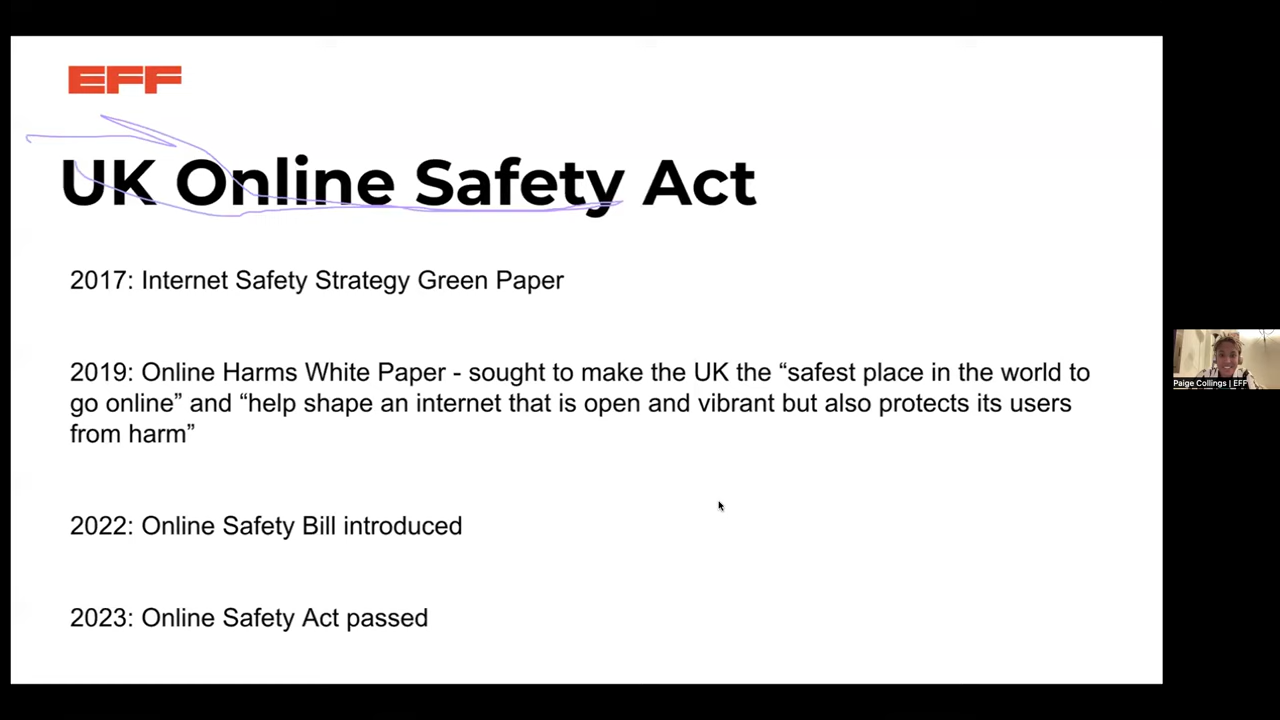 EFF
UK Online Safety Act
2017: Internet Safety Strategy Green Paper
2019: Online Harms White Paper - sought to make the UK the “safest place in the world to
go online” and “help shape an internet that is open and vibrant but also protects its users
from harm”
2022: Online Safety Bill introduced
2023: Online Safety Act passed
Paige Collings | EFF